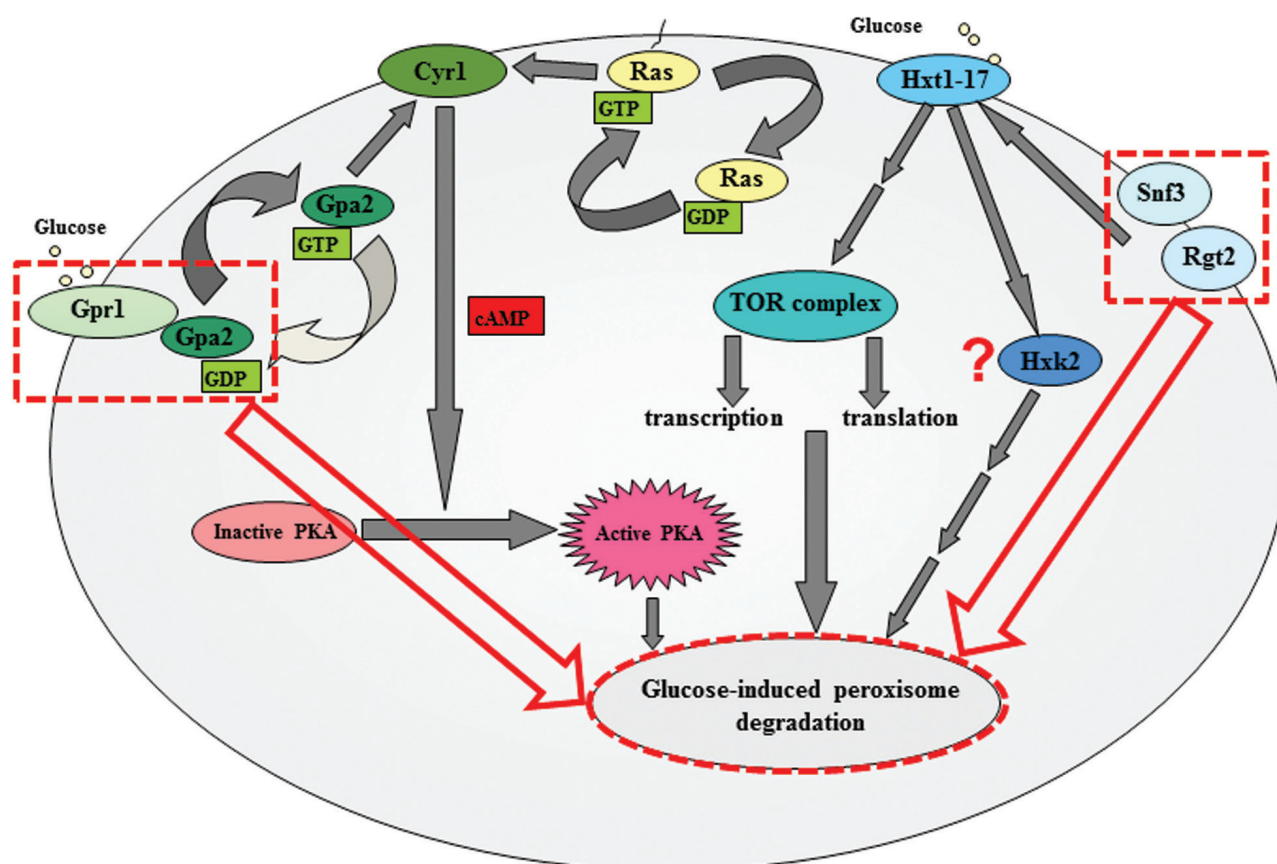 Glucose
Cyr1
Ras
GTP
Hxt1-17
Ras
GDP
Snf3
Rgt2
Gpa2
GTP
Glucose
Gpr1
Gpa2
GDP
cAMP
TOR complex
?
Hxk2
transcription
translation
Inactive PKA
Active PKA
Glucose-induced peroxisome
degradation